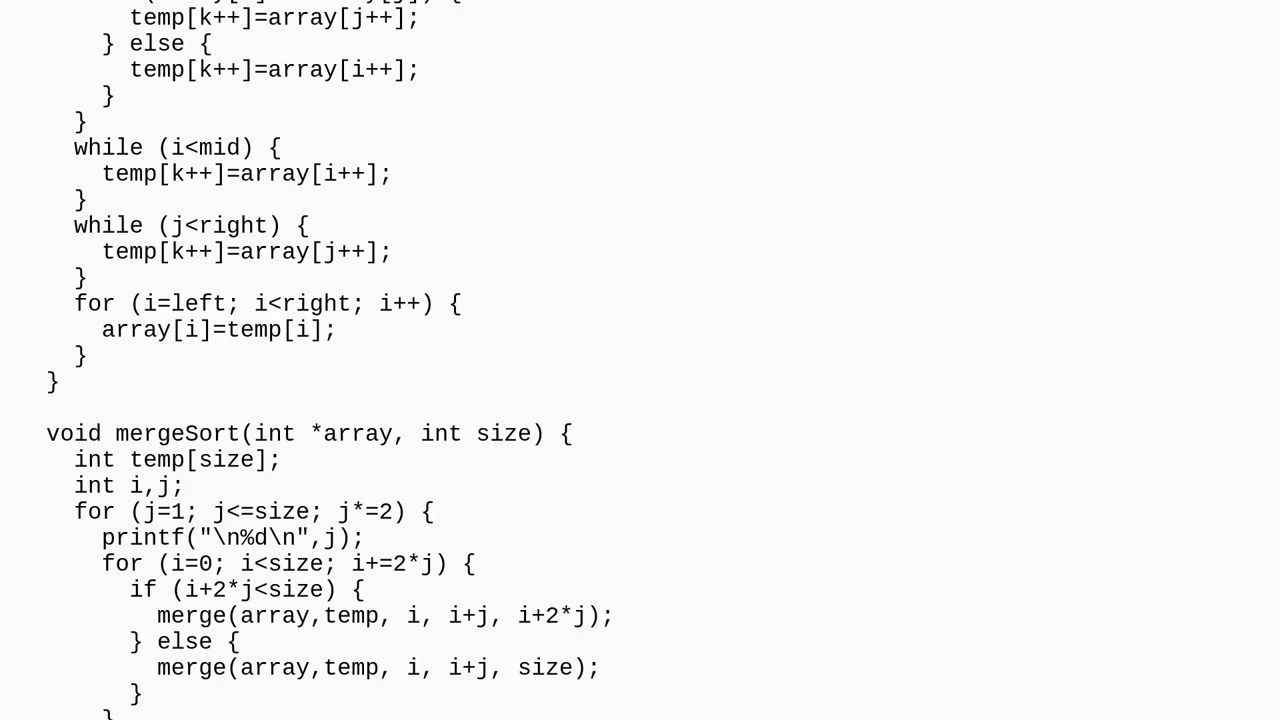 temp[k++]=array[j++];
} else {
temp[k++]=array[i++];
}
}
while (i<mid) {
temp[k++]=array[i++];
}
while (j<right) {
temp[k++]=array[j++];
}
for (i=left; i<right; i++) {
array[i]=temp[i];
}
}
void mergeSort(int *array, int size) {
int temp[size];
int i,j;
for (j=1; j<=size; j*=2) {
printf("\n%d\n",j);
for (i=0; i<size; i+=2*j) {
if (i+2*j<size) {
merge(array,temp, i, i+j, i+2*j);
} else {
merge(array,temp, i, i+j, size);
}
}